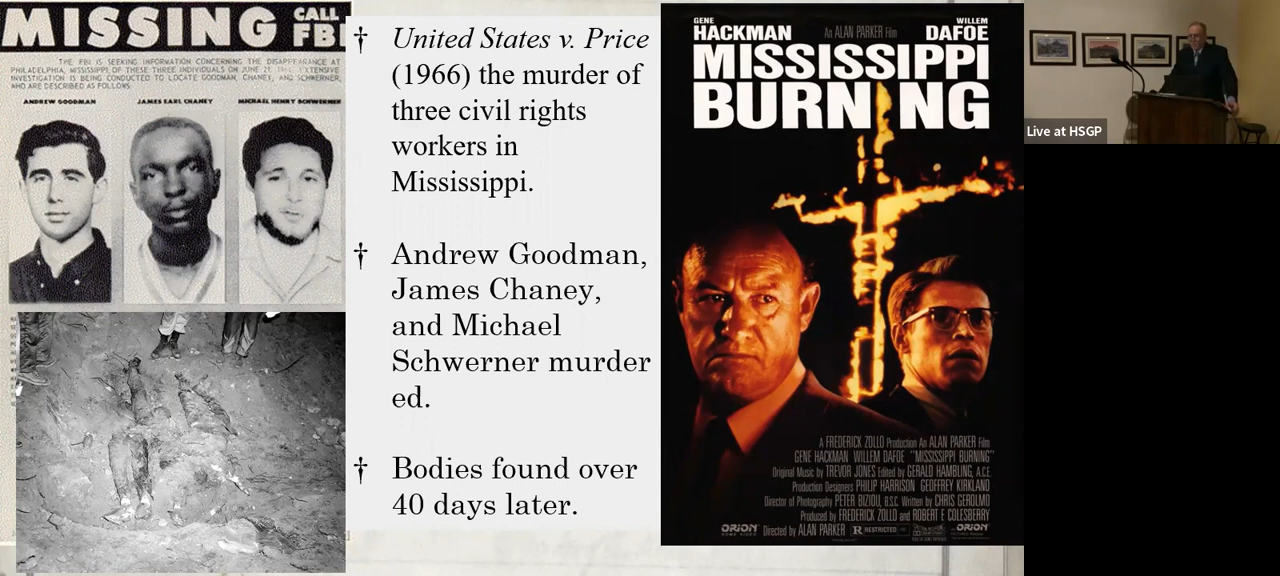 MISSING CALL FBI
THE FBI IS SEEKING INFORMATION CONCERNING THE DISAPPEARANCE AT
PHILADELPHIA, MISSISSIPPI, OF THESE THREE INDIVIDUALS ON JUNE 21, EXTENSIVE
INVESTIGATION IS BEING CONDUCTED TO LOCATE GOODMAN, CHANEY, AND SCHWERNER,
WHO ARE DESCRIBED AS FOLLOWS:
ANDREW GOODMAN JAMES EARL CHANEY MICHAEL HENRY SCHWERNER
† United States v. Price
(1966) the murder of
three civil rights
workers in
Mississippi.
† Andrew Goodman,
James Chaney,
and Michael
Schwerner murder
ed.
† Bodies found over
40 days later.
GENE HACKMAN An ALAN PARKER Film WILLEM DAFOE
MISSISSIPPI
BURNING
A FREDERICK ZOLLO Production An ALAN PARKER Film
GENE HACKMAN WILLEM DAFOE "MISSISSIPPI BURNING"
Original Music by TREVOR JONES Edited by GERALD HAMBLING, A.C.E.
Production Designers PHILIP HARRISON GEOFFREY KIRKLAND
Director of Photography PETER BIZIOU, B.S.C. Written by CHRIS GEROLMO
Produced by FREDERICK ZOLLO and ROBERT F. COLESBERRY
ORION HOME VIDEO Directed by ALAN PARKER R RESTRICTED ORION
Live at HSGP